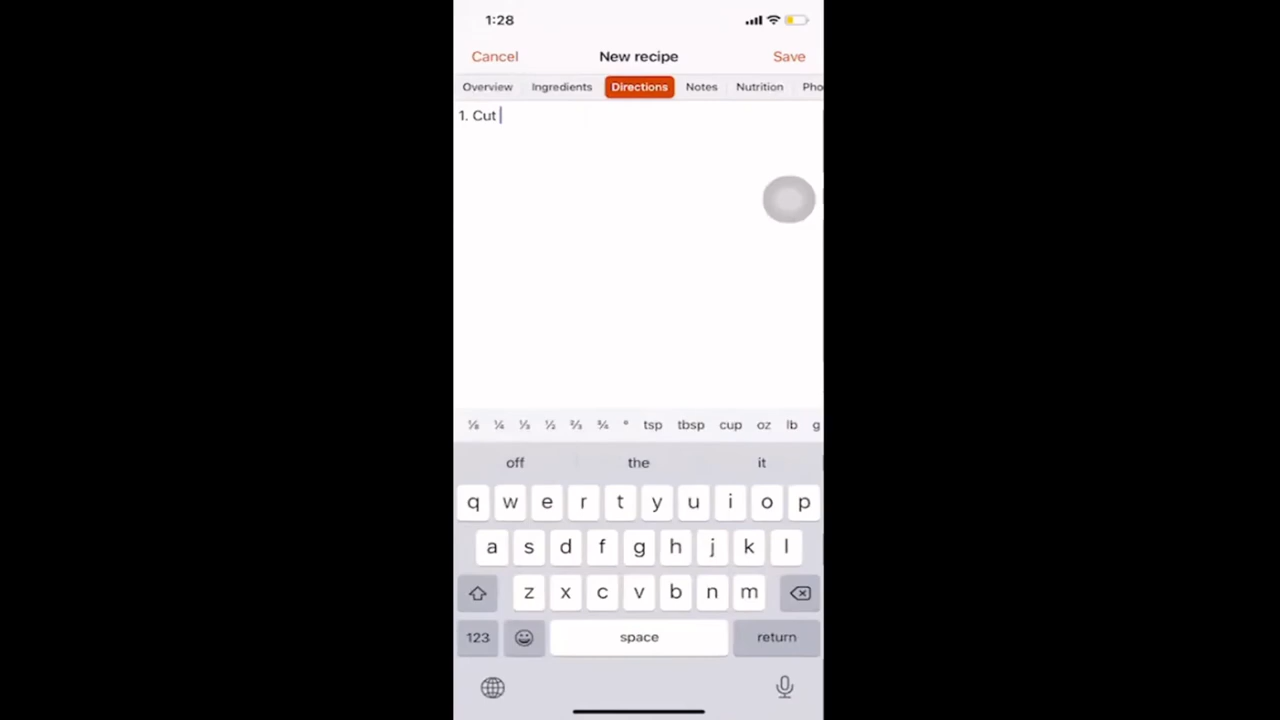 1:28
Cancel New recipe Save
Overview Ingredients Directions Notes Nutrition Pho
1. Cut
⅛ ¼ ⅓ ½ ⅔ ¾ ° tsp tbsp cup oz lb g
off the it
q w e r t y u i o p
a s d f g h j k l
z x c v b n m
123 space return